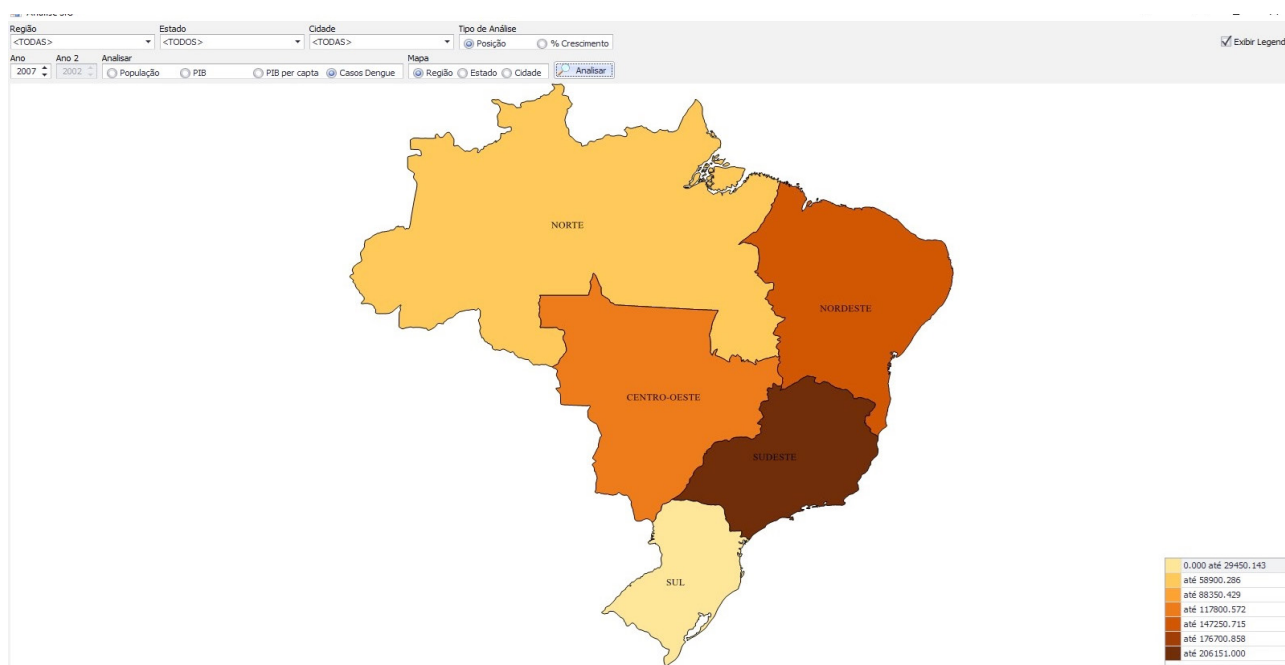 Região Estado Cidade Tipo de Análise
<TODAS> <TODOS> <TODAS> Posição % Crescimento Exibir Legend
Ano Ano 2 Analisar Mapa
2007 2002 População PIB PIB per capta Casos Dengue Região Estado Cidade Analisar
NORTE
NORDESTE
CENTRO-OESTE
SUDESTE
SUL
0.000 até 29450.143
até 58900.286
até 88350.429
até 117800.572
até 147250.715
até 176700.858
até 206151.000